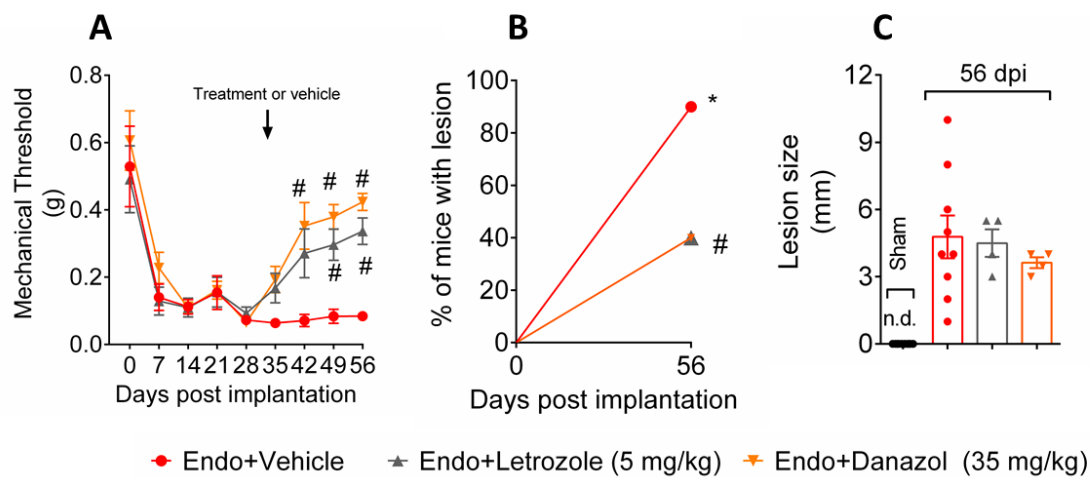 A
Mechanical Threshold
(g)
0.8
0.6
0.4
0.2
0.0
Treatment or vehicle
# # #
# #
0 7 14 21 28 35 42 49 56
Days post implantation
B
% of mice with lesion
100
80
60
40
20
0
*
#
0 56
Days post implantation
C
Lesion size
(mm)
12
9
6
3
0
56 dpi
Sham
n.d.
Endo+Vehicle Endo+Letrozole (5 mg/kg) Endo+Danazol (35 mg/kg)